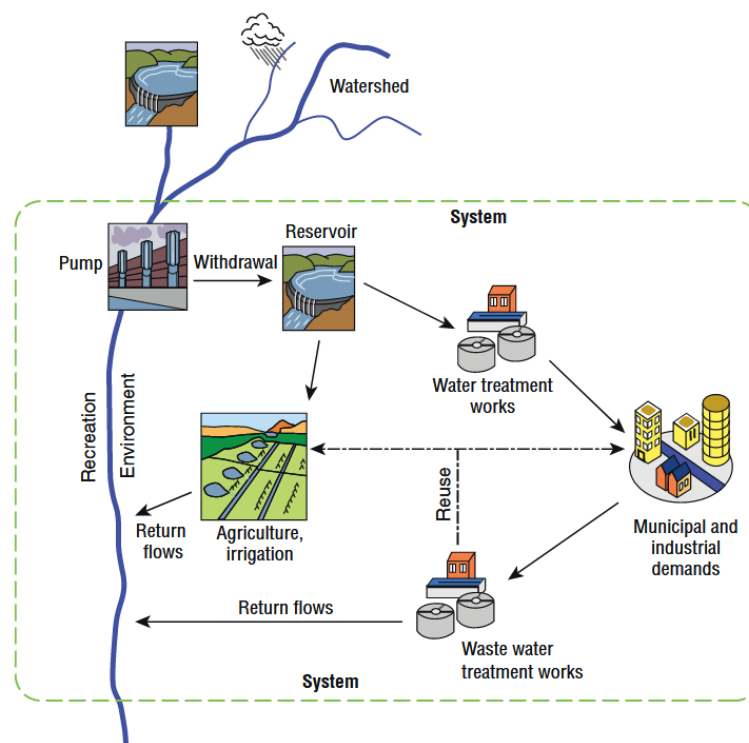 Watershed
System
Reservoir
Pump
Withdrawal
Water treatment
works
Recreation
Environment
Reuse
Municipal and
industrial
demands
Return
flows
Agriculture,
irrigation
Return flows
Waste water
treatment works
System